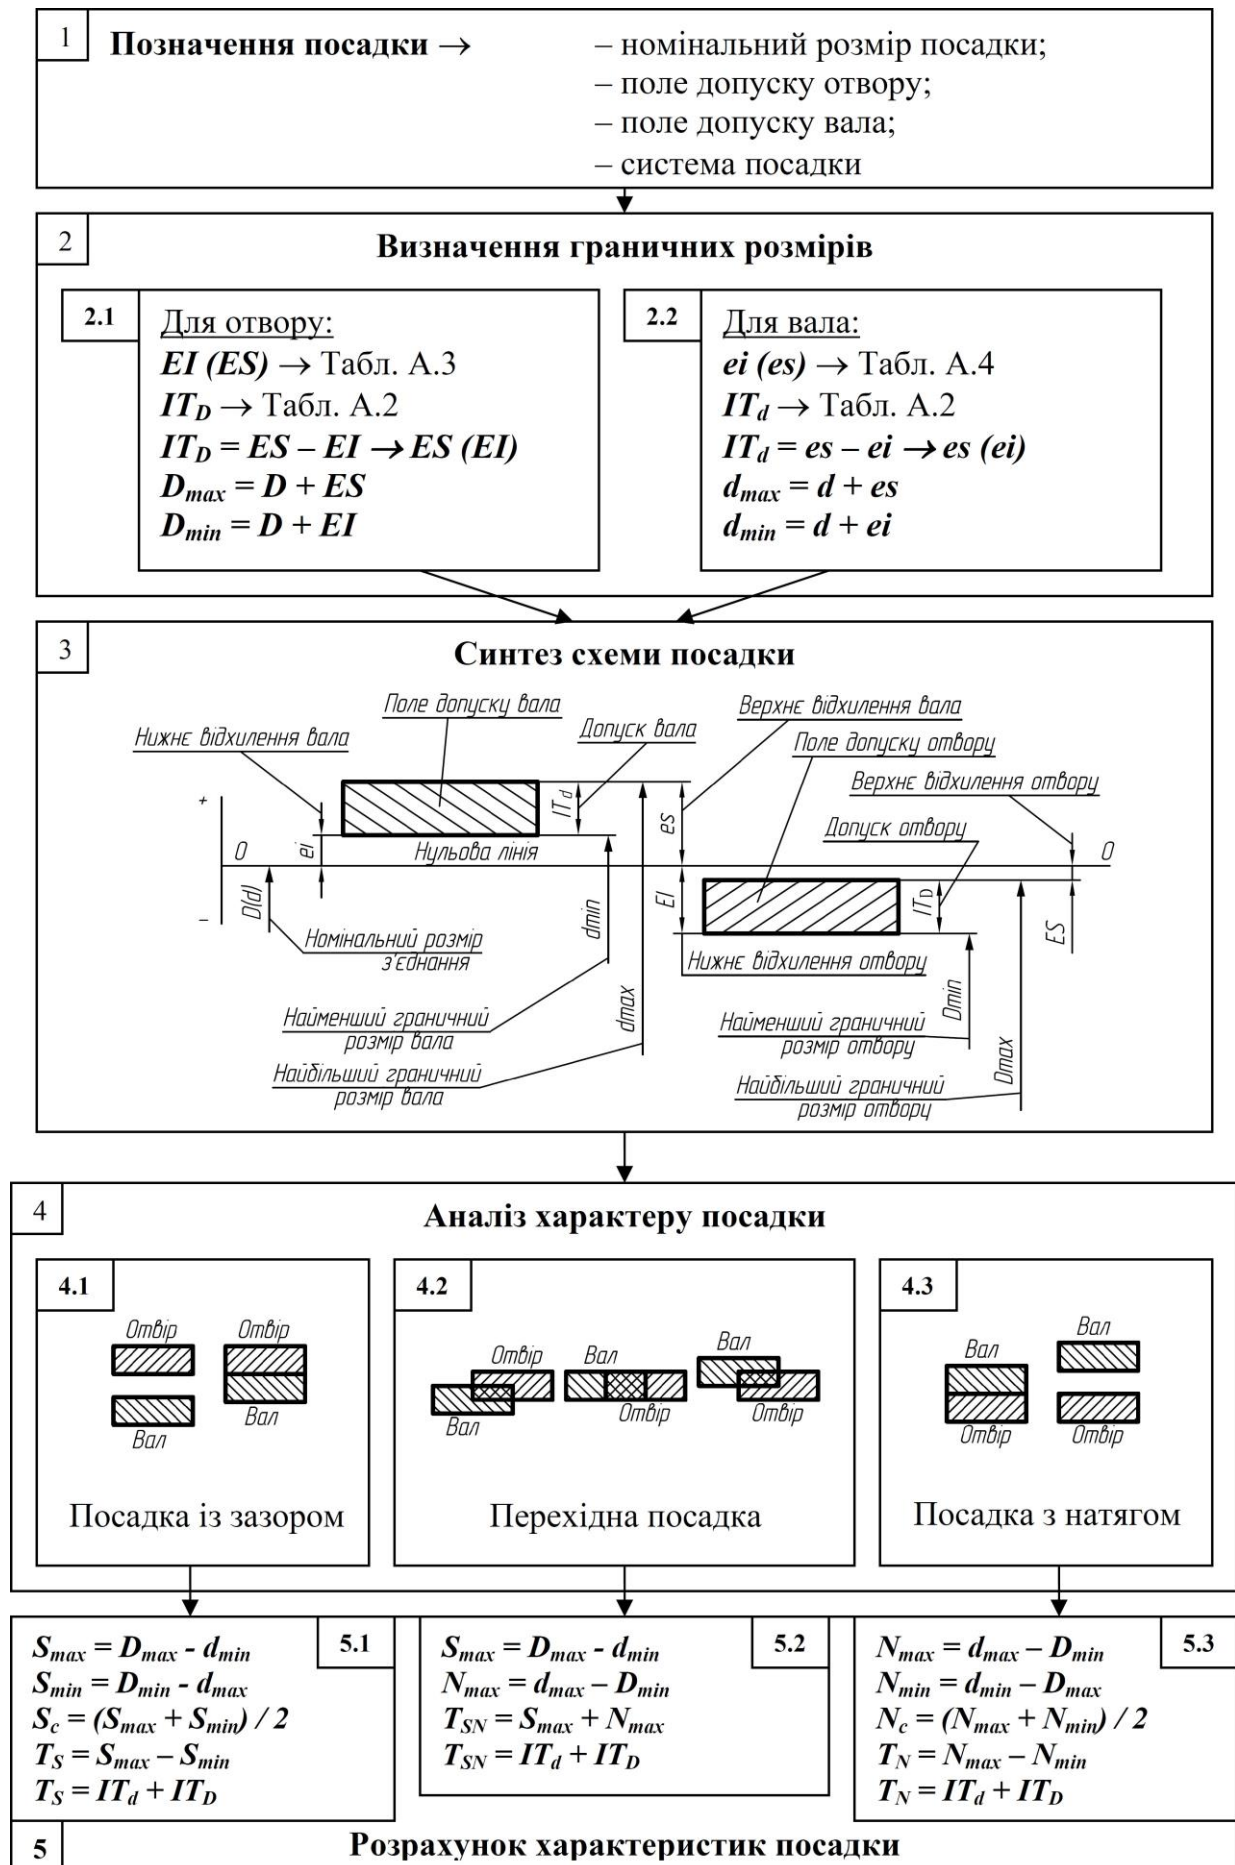 1
Позначення посадки →
– номінальний розмір посадки;
– поле допуску отвору;
– поле допуску вала;
– система посадки
2
Визначення граничних розмірів
2.1
Для отвору:
EI (ES) → Табл. А.3
IT_D → Табл. А.2
IT_D = ES – EI → ES (EI)
D_max = D + ES
D_min = D + EI
2.2
Для вала:
ei (es) → Табл. А.4
IT_d → Табл. А.2
IT_d = es – ei → es (ei)
d_max = d + es
d_min = d + ei
3
Синтез схеми посадки
Нижнє відхилення вала
Поле допуску вала
Допуск вала
Верхнє відхилення вала
Поле допуску отвору
Верхнє відхилення отвору
Допуск отвору
+
0
–
D(d)
ei
Нульова лінія
IT_d
es
dmin
dmax
EI
IT_D
ES
0
Dmin
Dmax
Номінальний розмір
з'єднання
Нижнє відхилення отвору
Найменший граничний
розмір вала
Найбільший граничний
розмір вала
Найменший граничний
розмір отвору
Найбільший граничний
розмір отвору
4
Аналіз характеру посадки
4.1
Отвір
Отвір
Вал
Вал
Посадка із зазором
4.2
Отвір
Вал
Вал
Вал
Отвір
Отвір
Перехідна посадка
4.3
Вал
Вал
Отвір
Отвір
Посадка з натягом
5.1
S_max = D_max - d_min
S_min = D_min - d_max
S_c = (S_max + S_min) / 2
T_S = S_max – S_min
T_S = IT_d + IT_D
5.2
S_max = D_max - d_min
N_max = d_max – D_min
T_SN = S_max + N_max
T_SN = IT_d + IT_D
5.3
N_max = d_max – D_min
N_min = d_min – D_max
N_c = (N_max + N_min) / 2
T_N = N_max – N_min
T_N = IT_d + IT_D
5
Розрахунок характеристик посадки